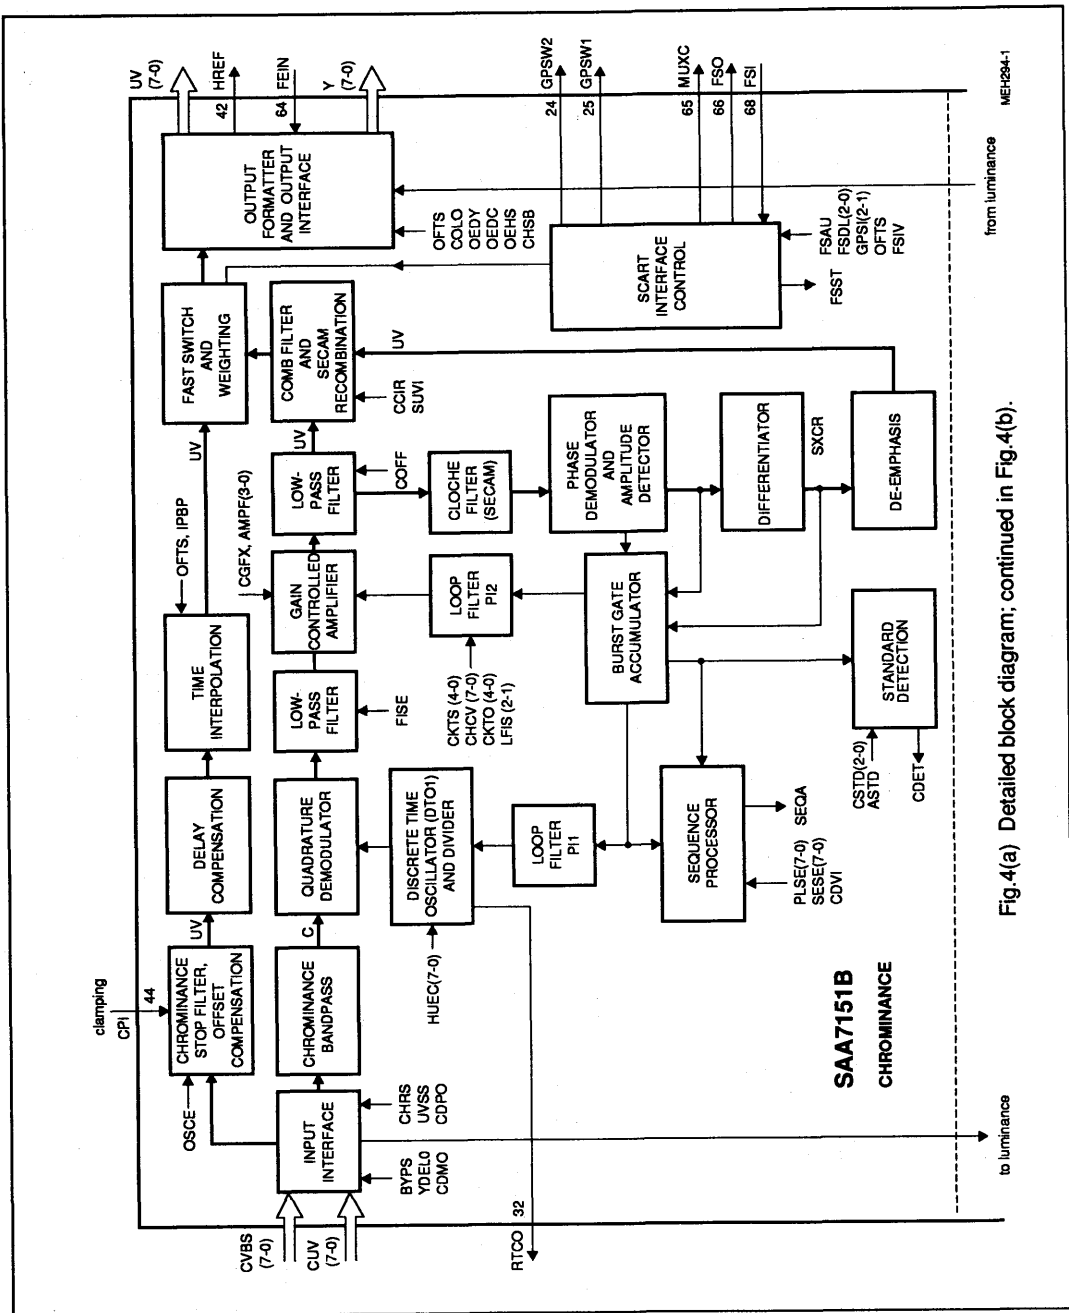 clamping
CPI
44
OSCE
CHROMINANCE
STOP FILTER,
OFFSET
COMPENSATION
UV
DELAY
COMPENSATION
TIME
INTERPOLATION
OFTS, IPBP
UV
FAST SWITCH
AND
WEIGHTING
OUTPUT
FORMATTER
AND OUTPUT
INTERFACE
UV
(7-0)
42
HREF
64
FEIN
Y
(7-0)
OFTS
COLO
OEDY
OEDC
OEHS
CHSB
CVBS
(7-0)
CUV
(7-0)
INPUT
INTERFACE
BYPS
YDEL0
CDMO
CHRS
UVSS
CDPO
CHROMINANCE
BANDPASS
C
QUADRATURE
DEMODULATOR
LOW-
PASS
FILTER
FISE
GAIN
CONTROLLED
AMPLIFIER
CGFX, AMPF(3-0)
LOW-
PASS
FILTER
COFF
UV
COMB FILTER
AND
SECAM
RECOMBINATION
CCIR
SUVI
UV
RTCO
32
HUEC(7-0)
DISCRETE TIME
OSCILLATOR (DTO1)
AND DIVIDER
LOOP
FILTER
PI2
CKTS (4-0)
CHCV (7-0)
CKTO (4-0)
LFIS (2-1)
CLOCHE
FILTER
(SECAM)
LOOP
FILTER
PI1
BURST GATE
ACCUMULATOR
PHASE
DEMODULATOR
AND
AMPLITUDE
DETECTOR
SCART
INTERFACE
CONTROL
24
GPSW2
25
GPSW1
65
MUXC
66
FSO
68
FSI
FSST
FSAU
FSDL(2-0)
GPSI(2-1)
OFTS
FSIV
SEQUENCE
PROCESSOR
PLSE(7-0)
SESE(7-0)
CDVI
SEQA
DIFFERENTIATOR
SXCR
STANDARD
DETECTION
CSTD(2-0)
ASTD
CDET
DE-EMPHASIS
SAA7151B
CHROMINANCE
to luminance
from luminance
MEH294-1
Fig.4(a) Detailed block diagram; continued in Fig.4(b).